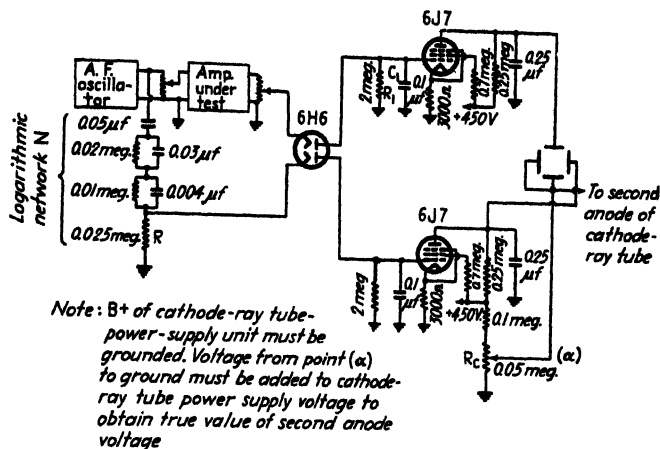 6J7
A. F.
oscilla-
tor
Amp.
under
test
6H6
2 meg.
R₁
C₁
0.1
μf
3000Ω
+450V
0.1 meg.
0.25 meg.
0.25
μf
Logarithmic
network N
0.05μf
0.02meg.
0.03μf
0.01meg.
0.004μf
0.025meg.
R
To second
anode of
cathode-
ray tube
6J7
2 meg
0.1
μf
3000Ω
+450V
0.25 meg.
0.25
μf
0.1meg.
Rc
(α)
0.05 meg.
Note: B+ of cathode-ray tube-
power-supply unit must be
grounded. Voltage from point (α)
to ground must be added to cathode-
ray tube power supply voltage to
obtain true value of second anode
voltage